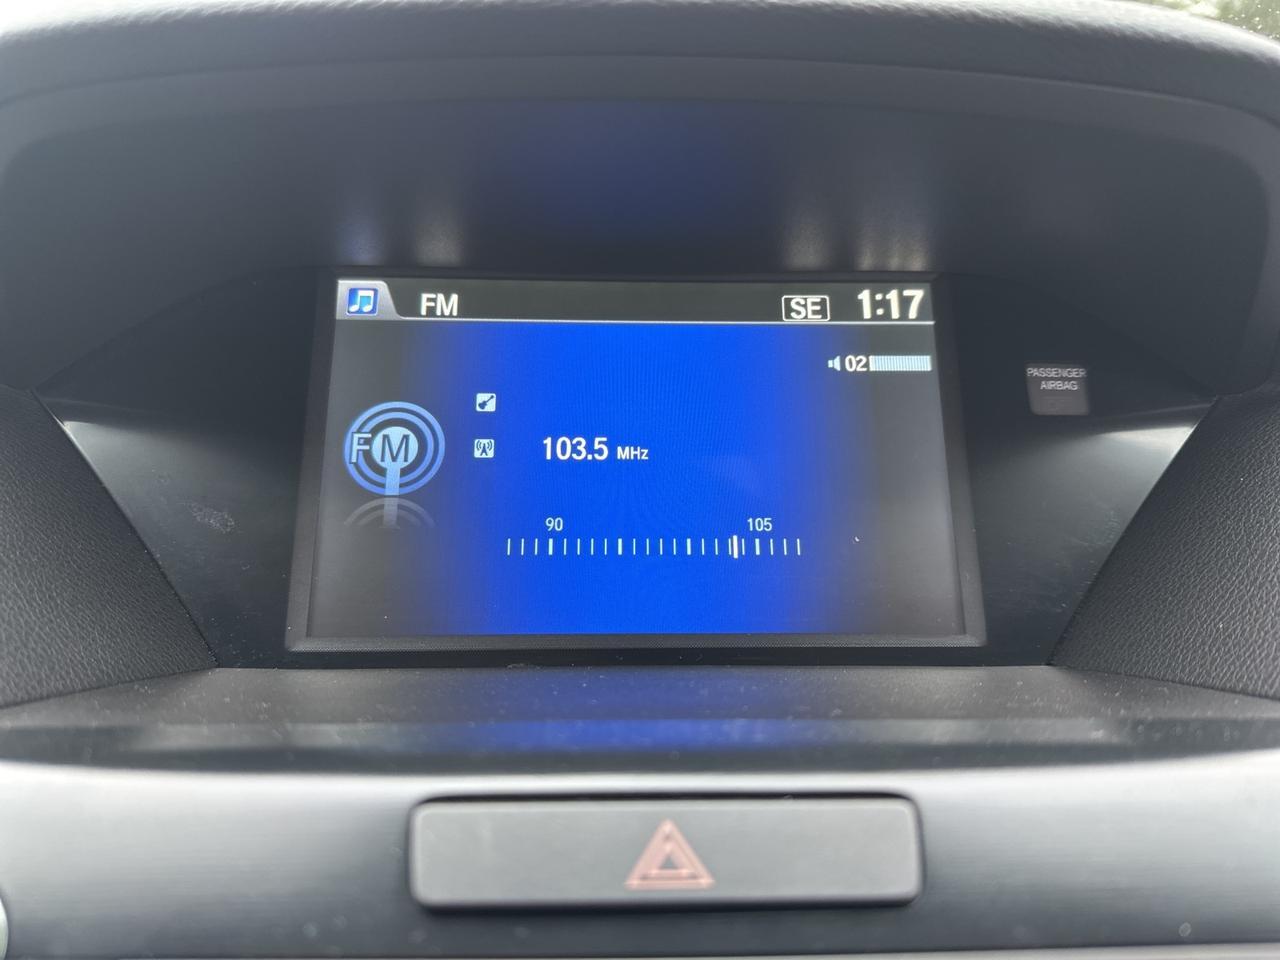 FM SE 1:17
02
PASSENGER
AIRBAG
FM
103.5 MHz
90 105